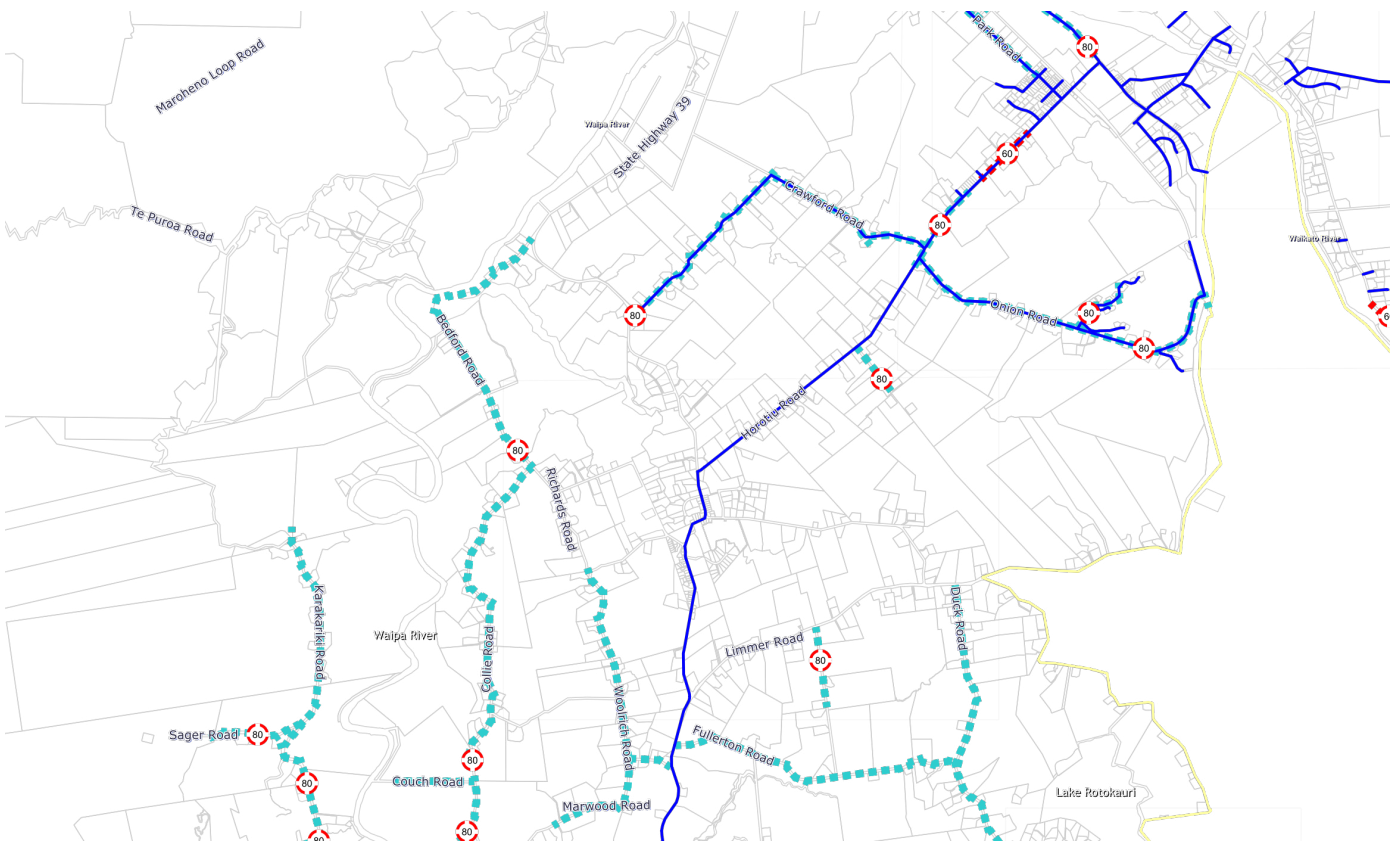 Park Road
80
Maroheno Loop Road
State Highway 39
Waipa River
60
Crawford Road
Te Puroa Road
80
Waikato River
Onion Road
80
80
6
Bedford Road
80
80
Horotiu Road
80
Richards Road
Karakariki Road
Waipa River
Collie Road
Limmer Road
Duck Road
80
Woolrich Road
Sager Road
80
Fullerton Road
80
Couch Road
80
Lake Rotokauri
Marwood Road
80
80